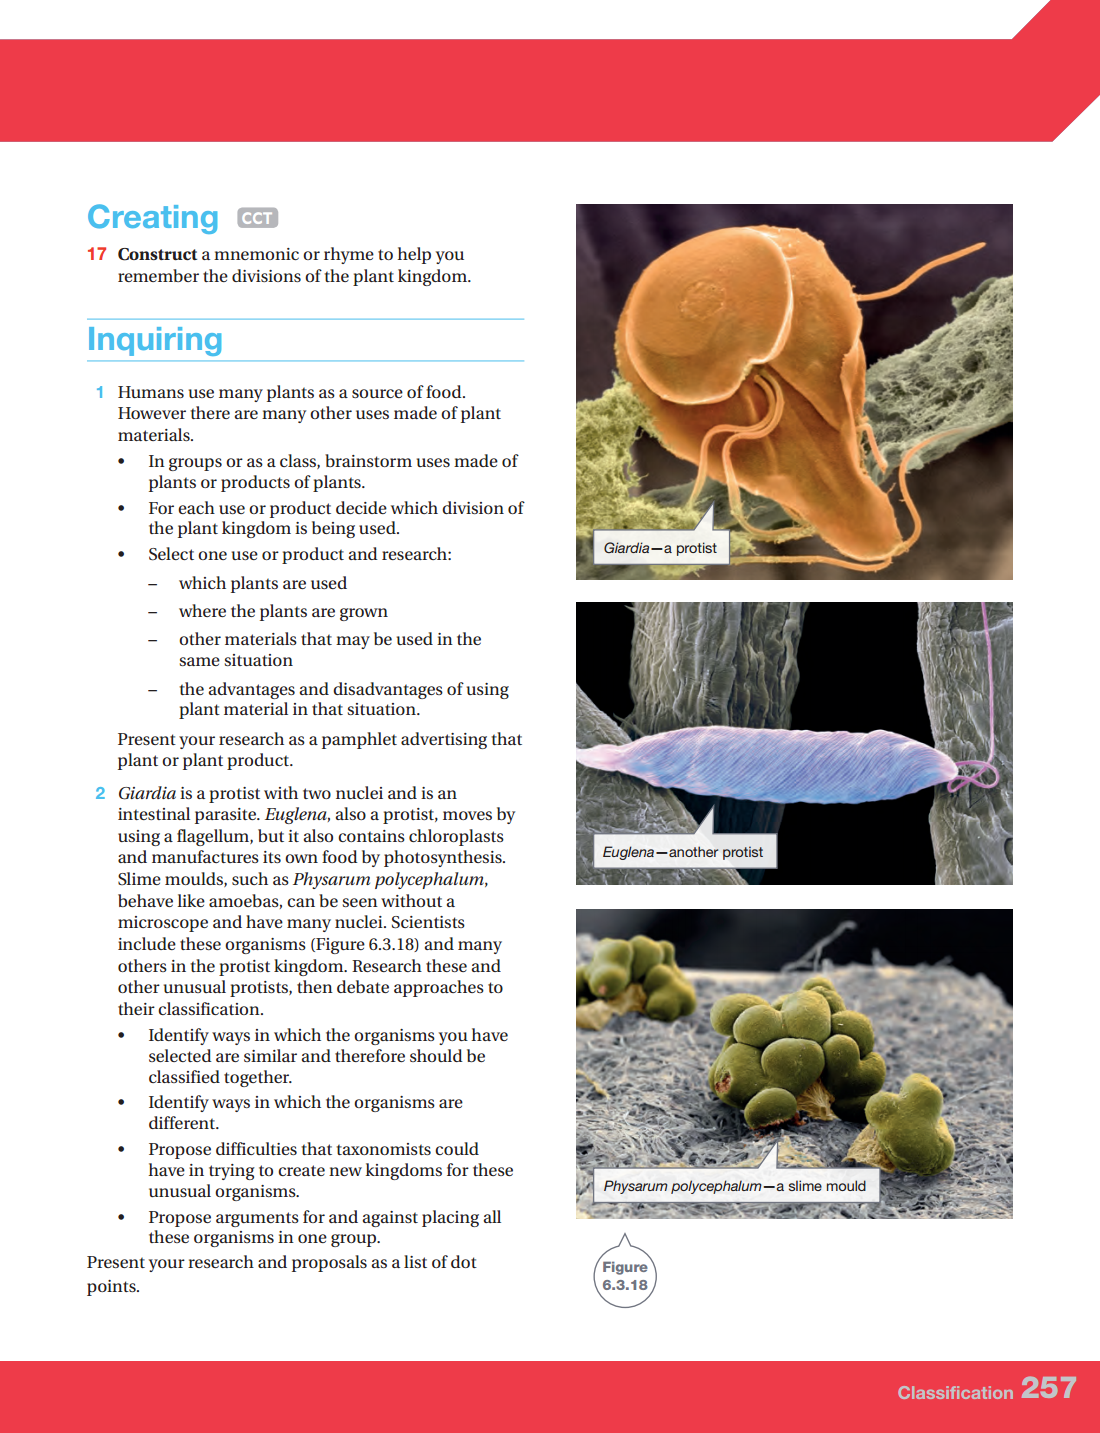 Creating CCT
17 Construct a mnemonic or rhyme to help you
remember the divisions of the plant kingdom.
Inquiring
1 Humans use many plants as a source of food.
However there are many other uses made of plant
materials.
• In groups or as a class, brainstorm uses made of
plants or products of plants.
• For each use or product decide which division of
the plant kingdom is being used.
• Select one use or product and research:
– which plants are used
– where the plants are grown
– other materials that may be used in the
same situation
– the advantages and disadvantages of using
plant material in that situation.
Present your research as a pamphlet advertising that
plant or plant product.
2 Giardia is a protist with two nuclei and is an
intestinal parasite. Euglena, also a protist, moves by
using a flagellum, but it also contains chloroplasts
and manufactures its own food by photosynthesis.
Slime moulds, such as Physarum polycephalum,
behave like amoebas, can be seen without a
microscope and have many nuclei. Scientists
include these organisms (Figure 6.3.18) and many
others in the protist kingdom. Research these and
other unusual protists, then debate approaches to
their classification.
• Identify ways in which the organisms you have
selected are similar and therefore should be
classified together.
• Identify ways in which the organisms are
different.
• Propose difficulties that taxonomists could
have in trying to create new kingdoms for these
unusual organisms.
• Propose arguments for and against placing all
these organisms in one group.
Present your research and proposals as a list of dot
points.
Giardia—a protist
Euglena—another protist
Physarum polycephalum—a slime mould
Figure
6.3.18
Classification 257